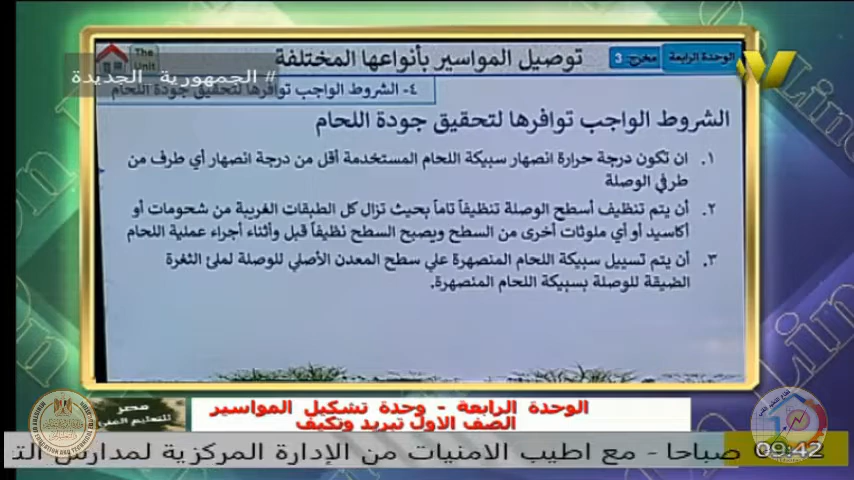 الوحدة الرابعة
مخرج: 3
توصيل المواسير بأنواعها المختلفة
The
Unit
# الجمهورية الجديدة
٤- الشروط الواجب توافرها لتحقيق جودة اللحام
الشروط الواجب توافرها لتحقيق جودة اللحام
١. ان تكون درجة حرارة انصهار سبيكة اللحام المستخدمة أقل من درجة انصهار أي طرف من
طرفي الوصلة
٢. أن يتم تنظيف أسطح الوصلة تنظيفاً تاماً بحيث تزال كل الطبقات الغريبة من شحومات أو
أكاسيد أو أي ملوثات أخرى من السطح ويصبح السطح نظيفاً قبل وأثناء أجراء عملية اللحام
٣. أن يتم تسييل سبيكة اللحام المنصهرة علي سطح المعدن الأصلي للوصلة لملئ الثغرة
الضيقة للوصلة بسبيكة اللحام المنصهرة.
مصر
للتعليم الفني
الوحدة الرابعة - وحدة تشكيل المواسير
الصف الاول تبريد وتكيف
صباحا - مع اطيب الامنيات من الإدارة المركزية لمدارس
09:42